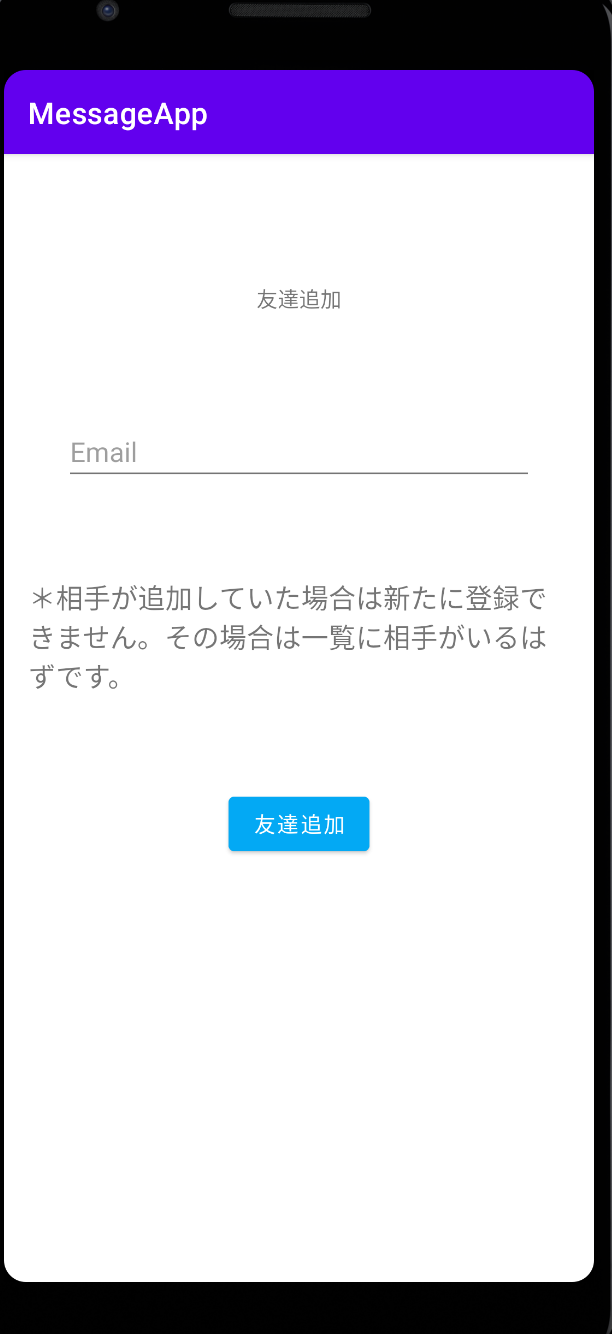 MessageApp
友達追加
Email
＊相手が追加していた場合は新たに登録で
きません。その場合は一覧に相手がいるは
ずです。
友達追加